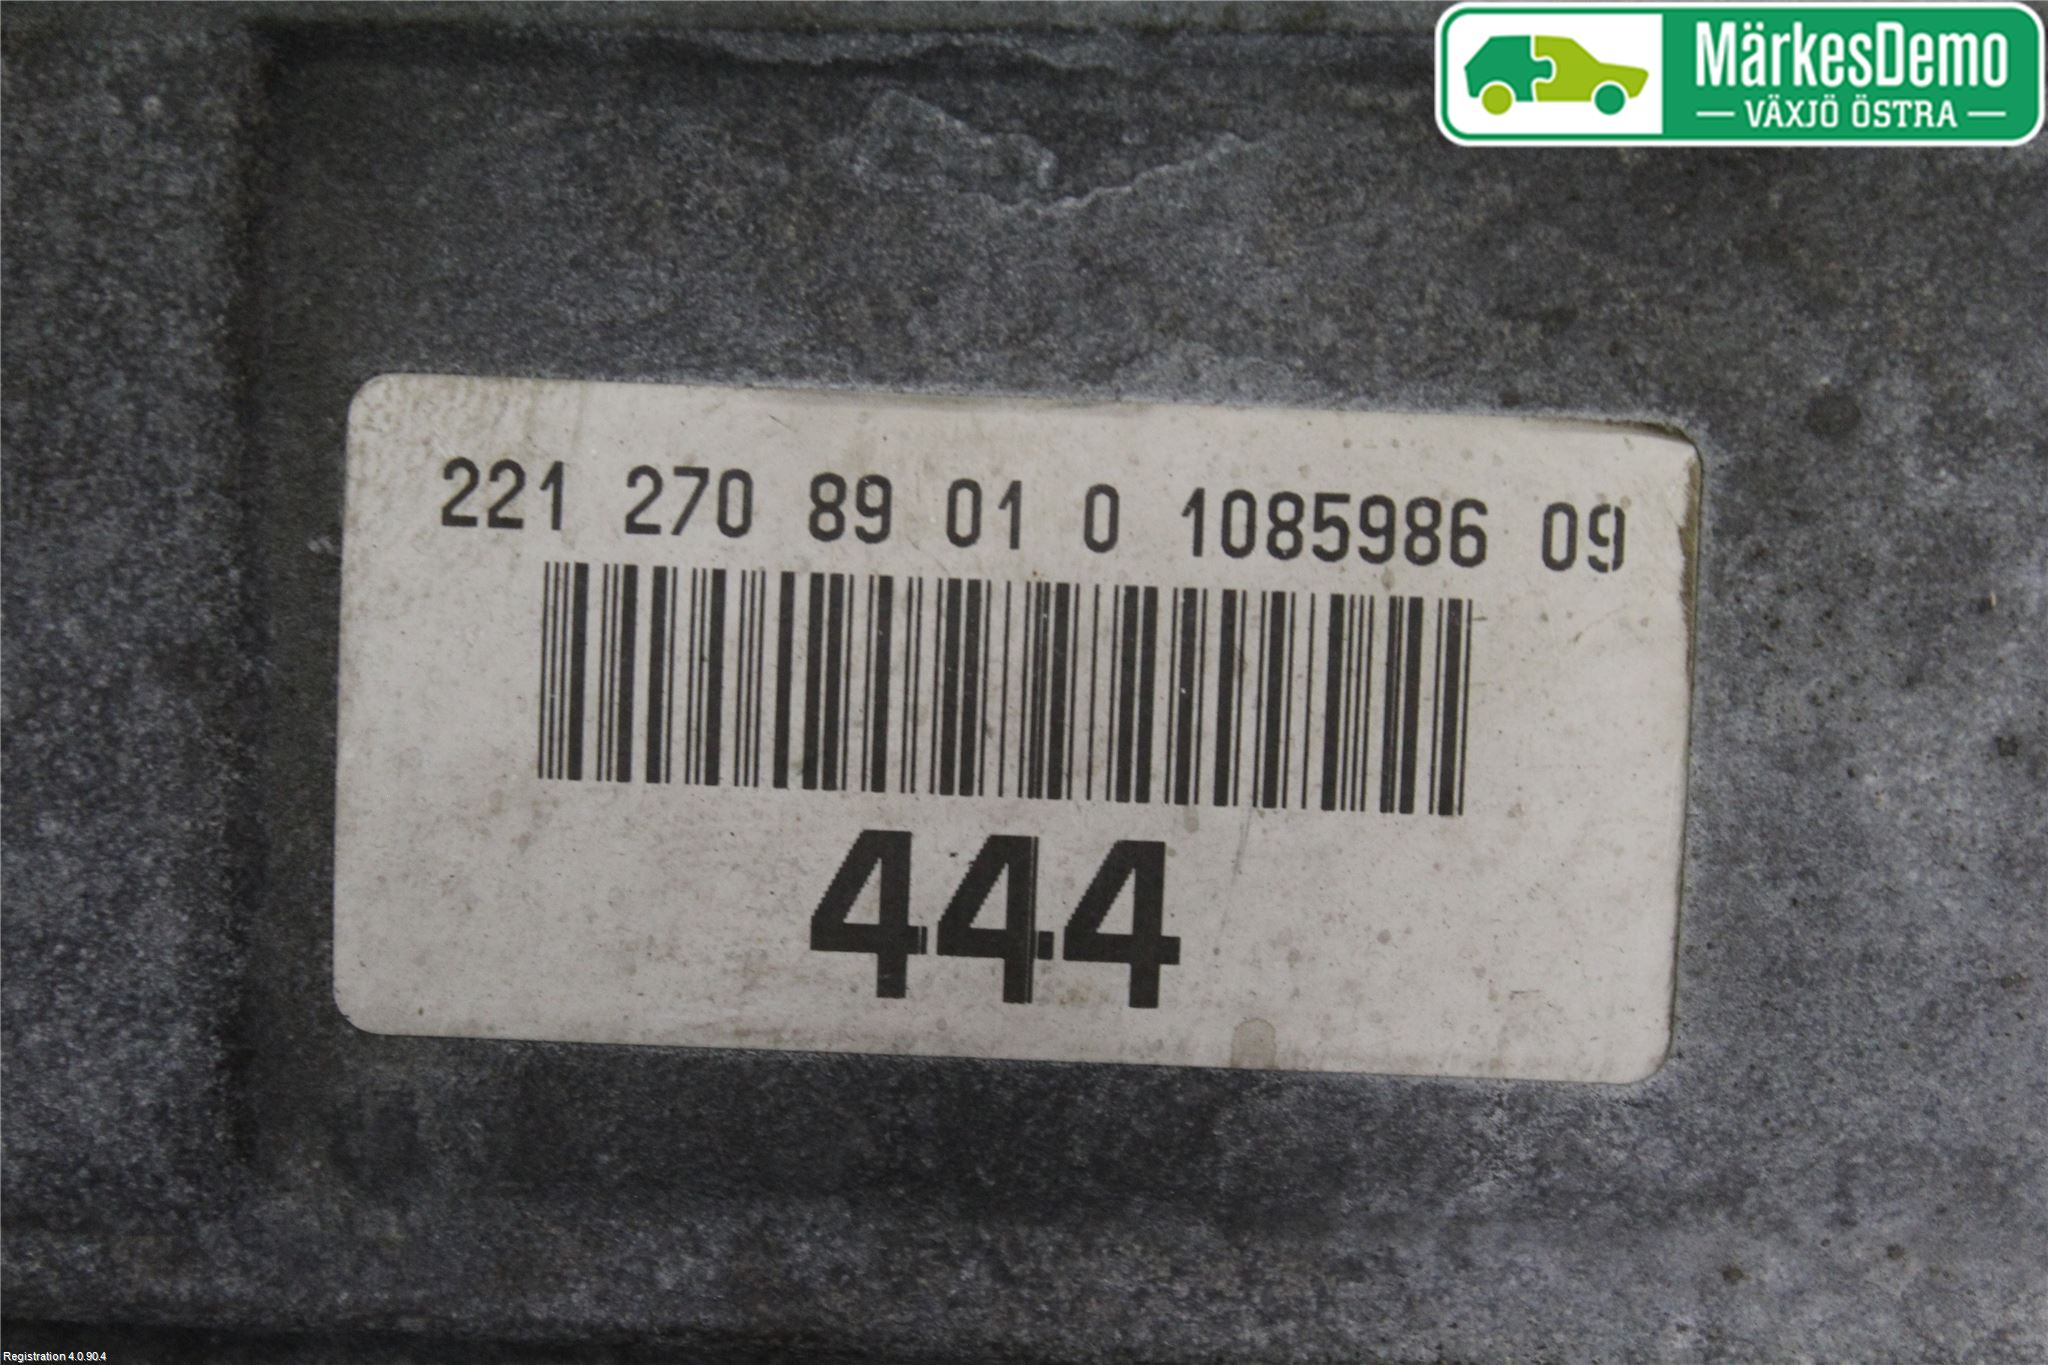 MärkesDemo
VÄXJÖ ÖSTRA
221 270 89 01 0 1085986 09
444
Registration 4.0.90.4